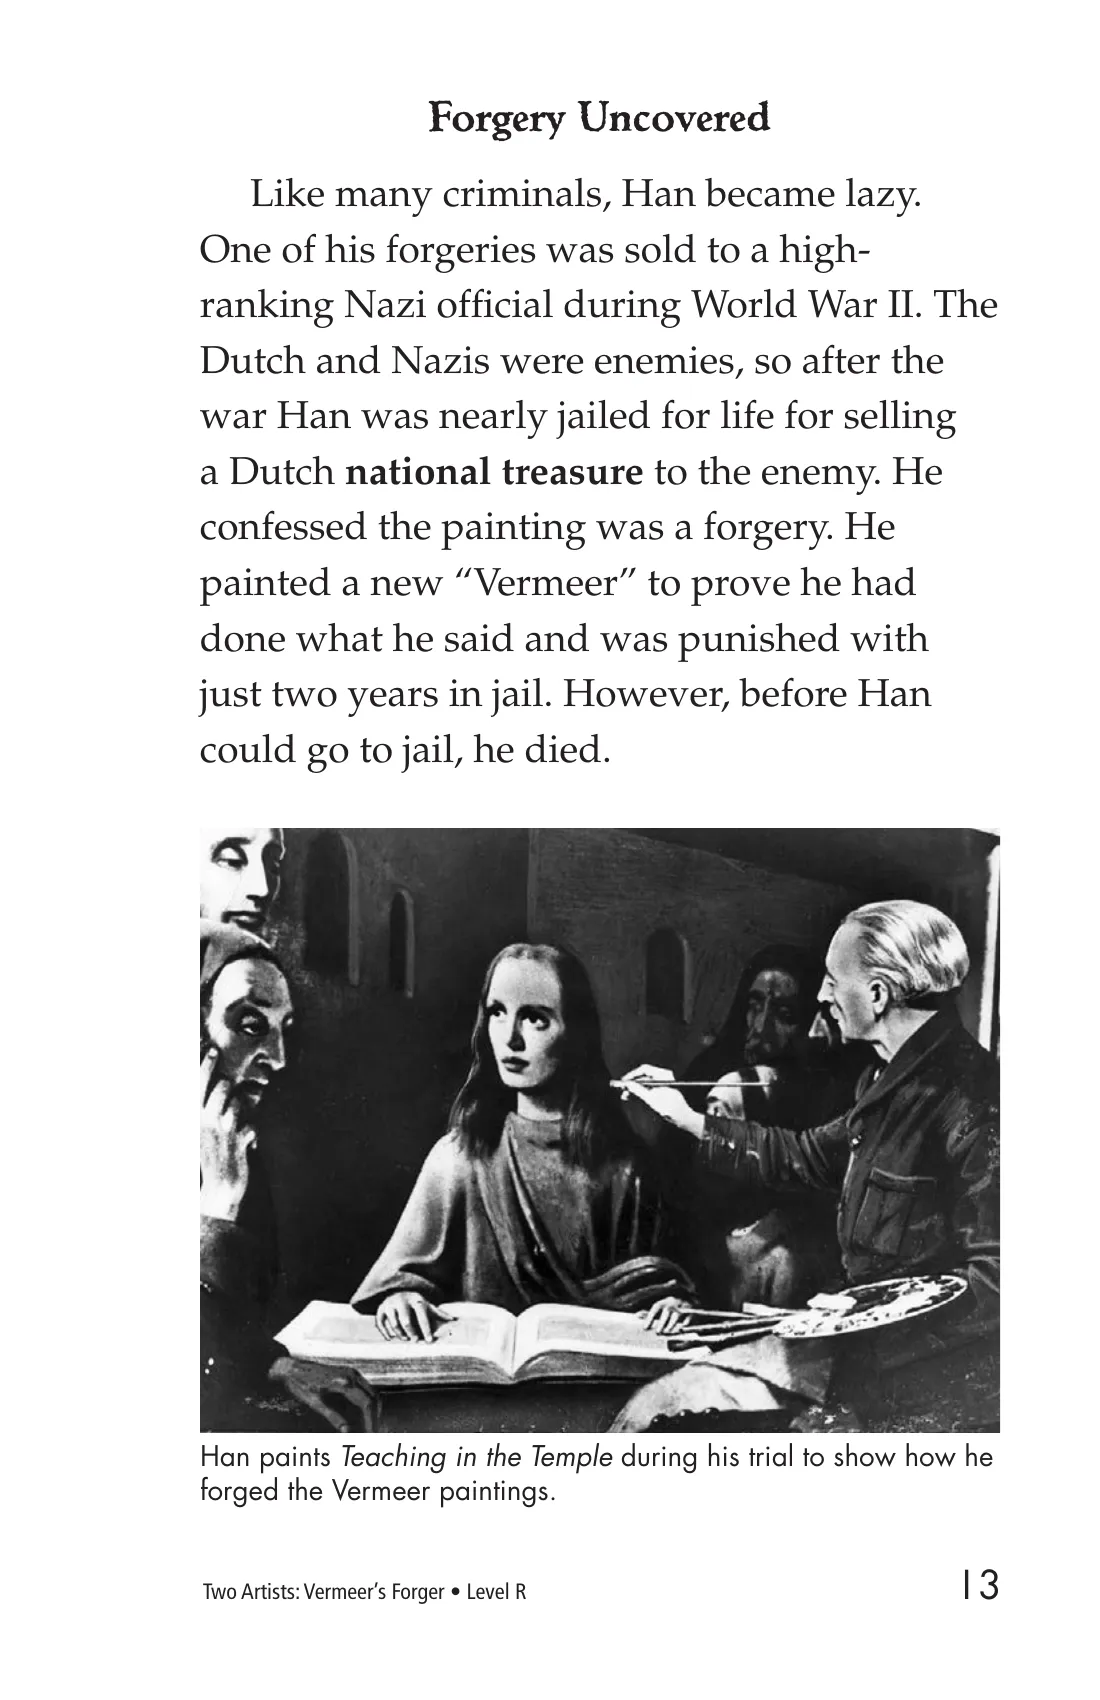 Forgery Uncovered
Like many criminals, Han became lazy.
One of his forgeries was sold to a high-
ranking Nazi official during World War II. The
Dutch and Nazis were enemies, so after the
war Han was nearly jailed for life for selling
a Dutch national treasure to the enemy. He
confessed the painting was a forgery. He
painted a new “Vermeer” to prove he had
done what he said and was punished with
just two years in jail. However, before Han
could go to jail, he died.
Han paints Teaching in the Temple during his trial to show how he
forged the Vermeer paintings.
Two Artists: Vermeer’s Forger • Level R
13